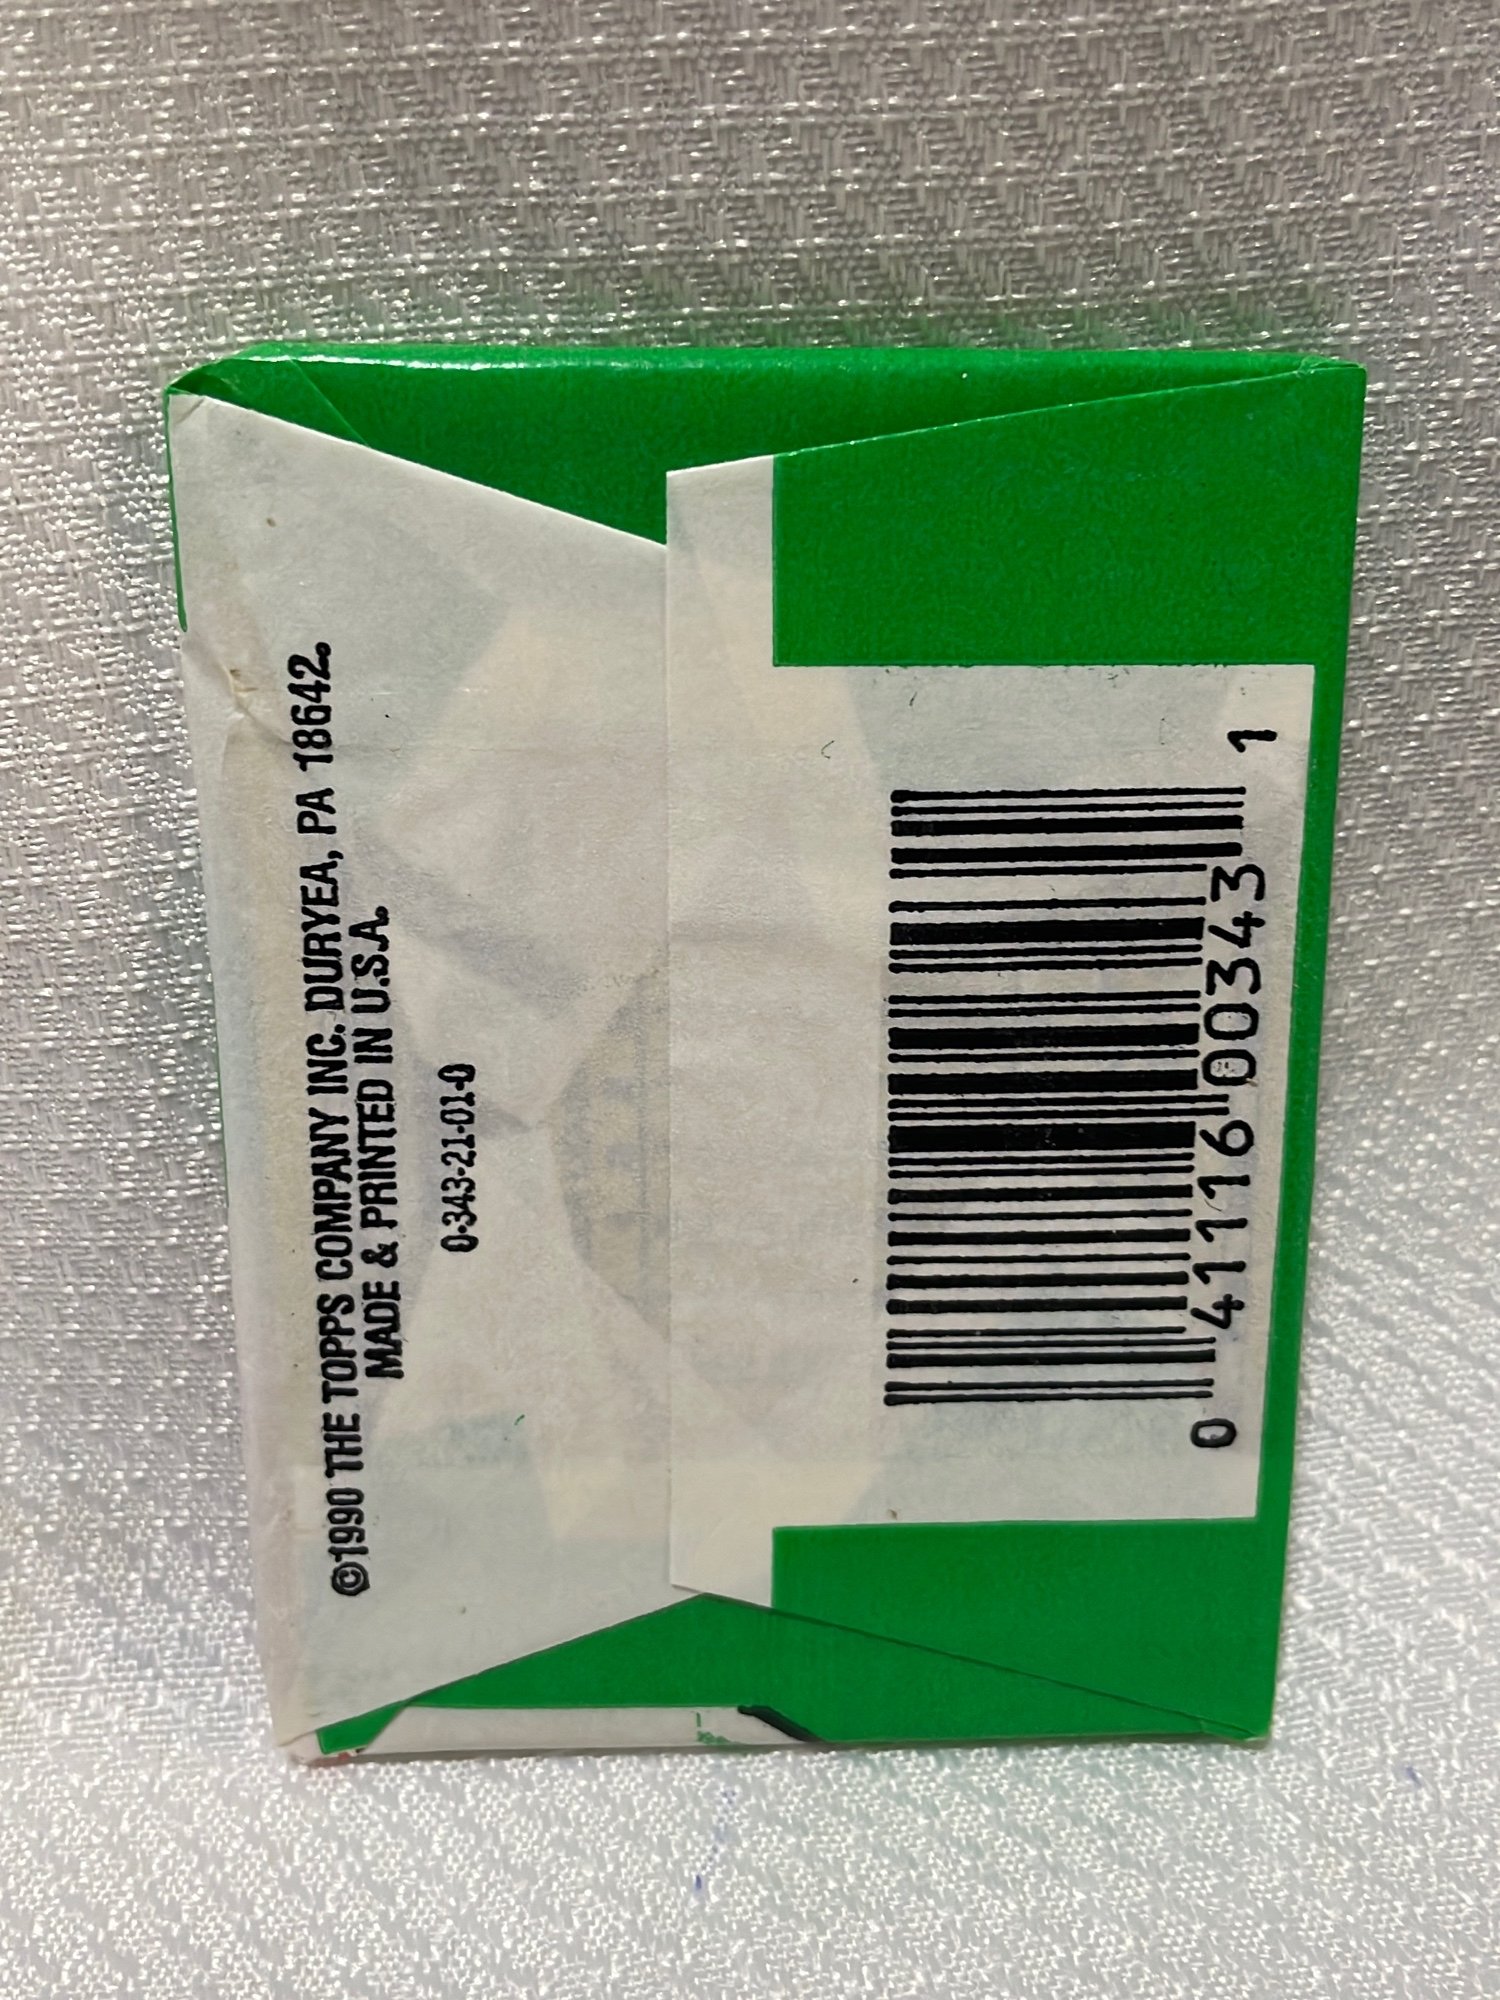 ©1990 THE TOPPS COMPANY INC. DURYEA, PA 18642.
MADE & PRINTED IN U.S.A.
0-343-21-01-0
0 41116 00343 1